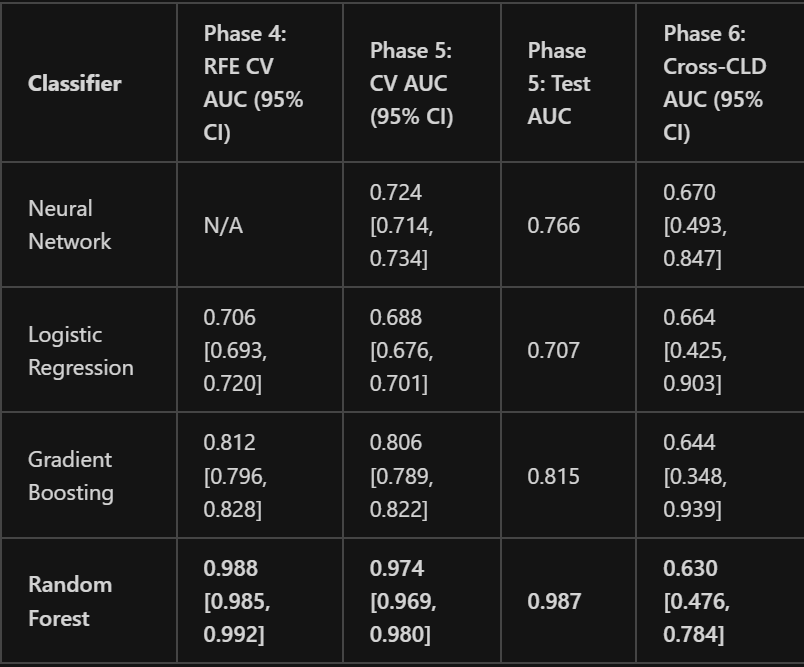 Classifier
Phase 4:
RFE CV
AUC (95%
CI)
Phase 5:
CV AUC
(95% CI)
Phase
5: Test
AUC
Phase 6:
Cross-CLD
AUC (95%
CI)
Neural
Network
N/A
0.724
[0.714,
0.734]
0.766
0.670
[0.493,
0.847]
Logistic
Regression
0.706
[0.693,
0.720]
0.688
[0.676,
0.701]
0.707
0.664
[0.425,
0.903]
Gradient
Boosting
0.812
[0.796,
0.828]
0.806
[0.789,
0.822]
0.815
0.644
[0.348,
0.939]
Random
Forest
0.988
[0.985,
0.992]
0.974
[0.969,
0.980]
0.987
0.630
[0.476,
0.784]